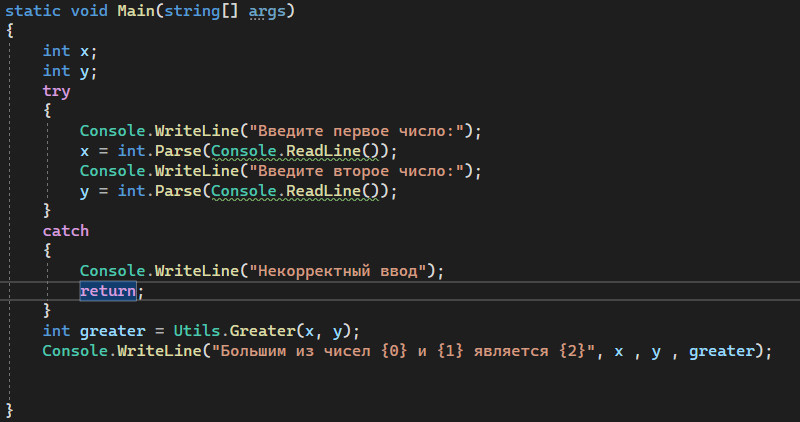 static void Main(string[] args)
{
int x;
int y;
try
{
Console.WriteLine("Введите первое число:");
x = int.Parse(Console.ReadLine());
Console.WriteLine("Введите второе число:");
y = int.Parse(Console.ReadLine());
}
catch
{
Console.WriteLine("Некорректный ввод");
return;
}
int greater = Utils.Greater(x, y);
Console.WriteLine("Большим из чисел {0} и {1} является {2}", x , y , greater);
}